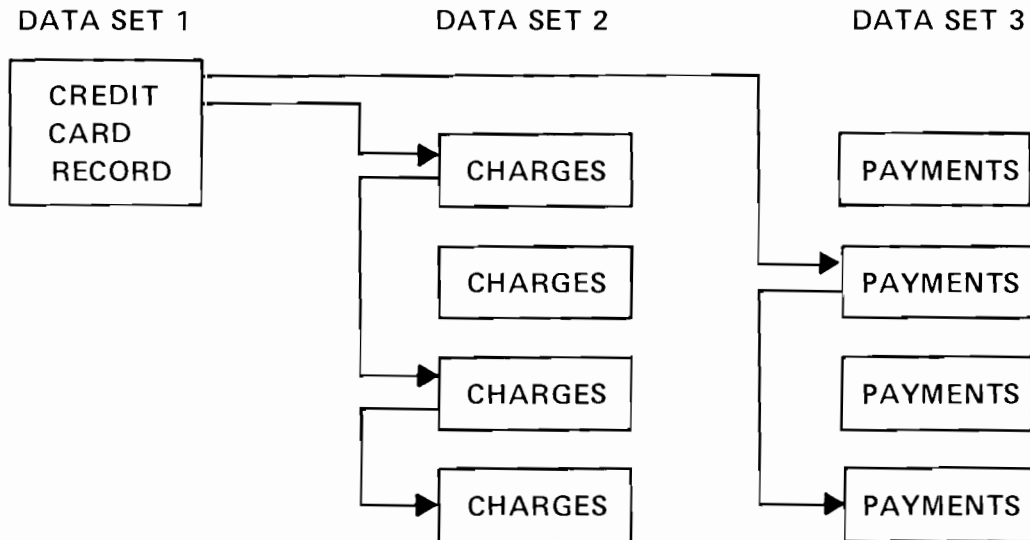 DATA SET 1
DATA SET 2
DATA SET 3
CREDIT
CARD
RECORD
CHARGES
CHARGES
CHARGES
CHARGES
PAYMENTS
PAYMENTS
PAYMENTS
PAYMENTS